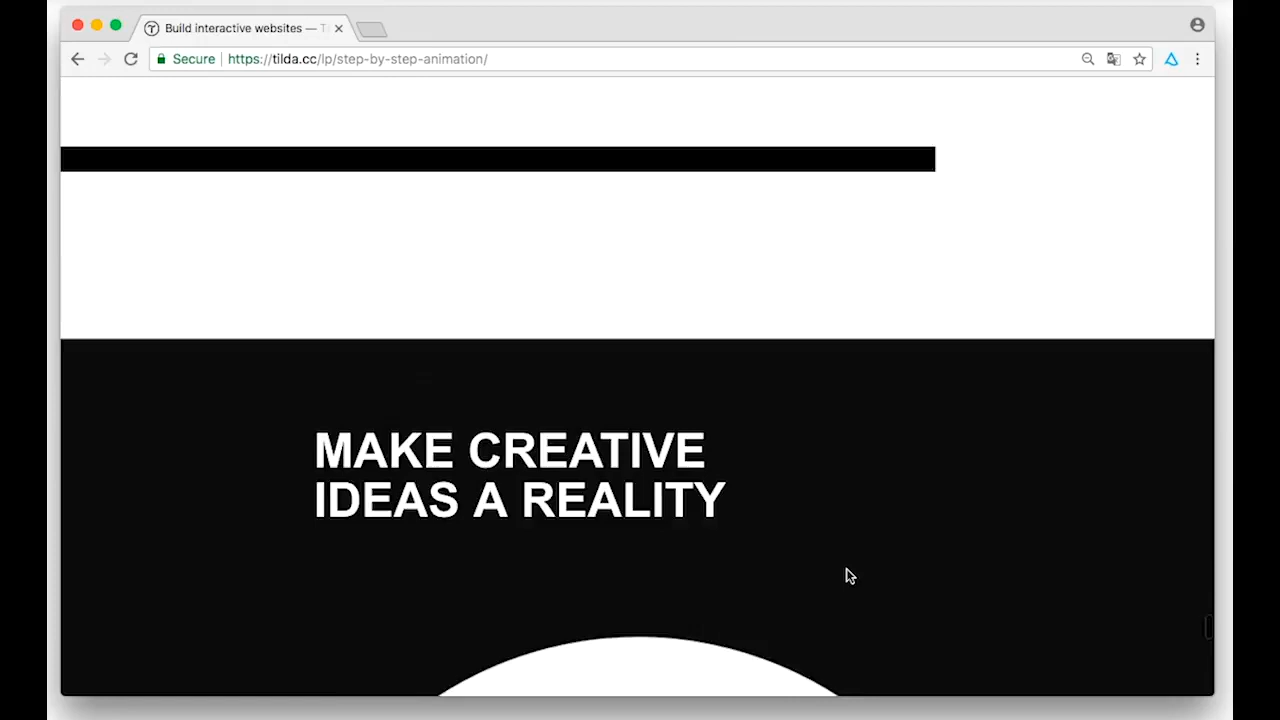 Build interactive websites — T
Secure https://tilda.cc/lp/step-by-step-animation/
MAKE CREATIVE
IDEAS A REALITY